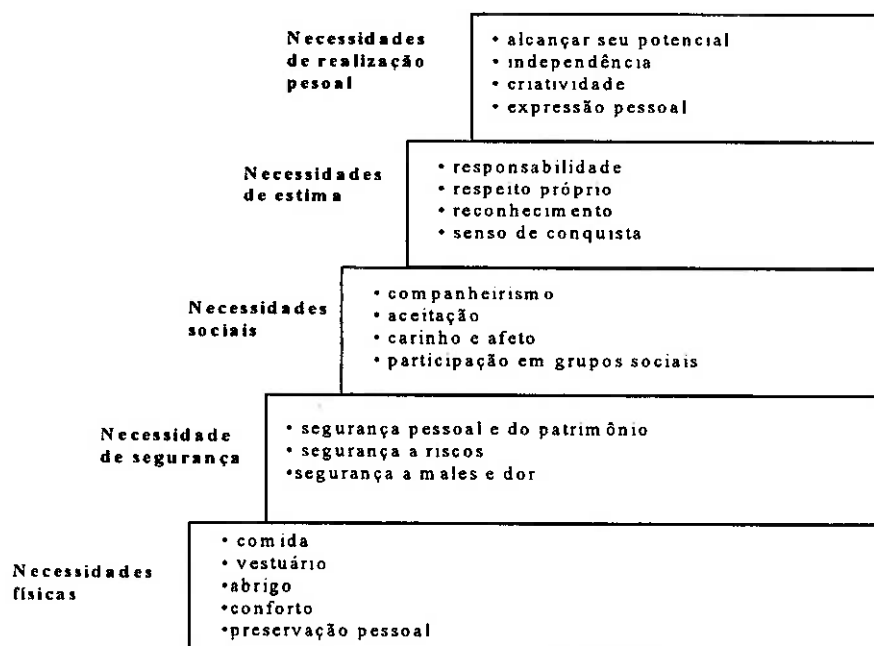 Necessidades
de realização
pesoal
• alcançar seu potencial
• independência
• criatividade
• expressão pessoal
Necessidades
de estima
• responsabilidade
• respeito próprio
• reconhecimento
• senso de conquista
Necessidades
sociais
• companheirismo
• aceitação
• carinho e afeto
• participação em grupos sociais
Necessidade
de segurança
• segurança pessoal e do patrimônio
• segurança a riscos
•segurança a males e dor
Necessidades
físicas
• comida
• vestuário
•abrigo
•conforto
•preservação pessoal